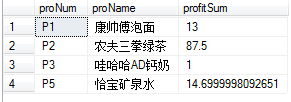 proNum proName profitSum
1 P1 康帅傅泡面 13
2 P2 农夫三拳绿茶 87.5
3 P3 哇哈哈AD钙奶 1
4 P5 恰宝矿泉水 14.6999998092651